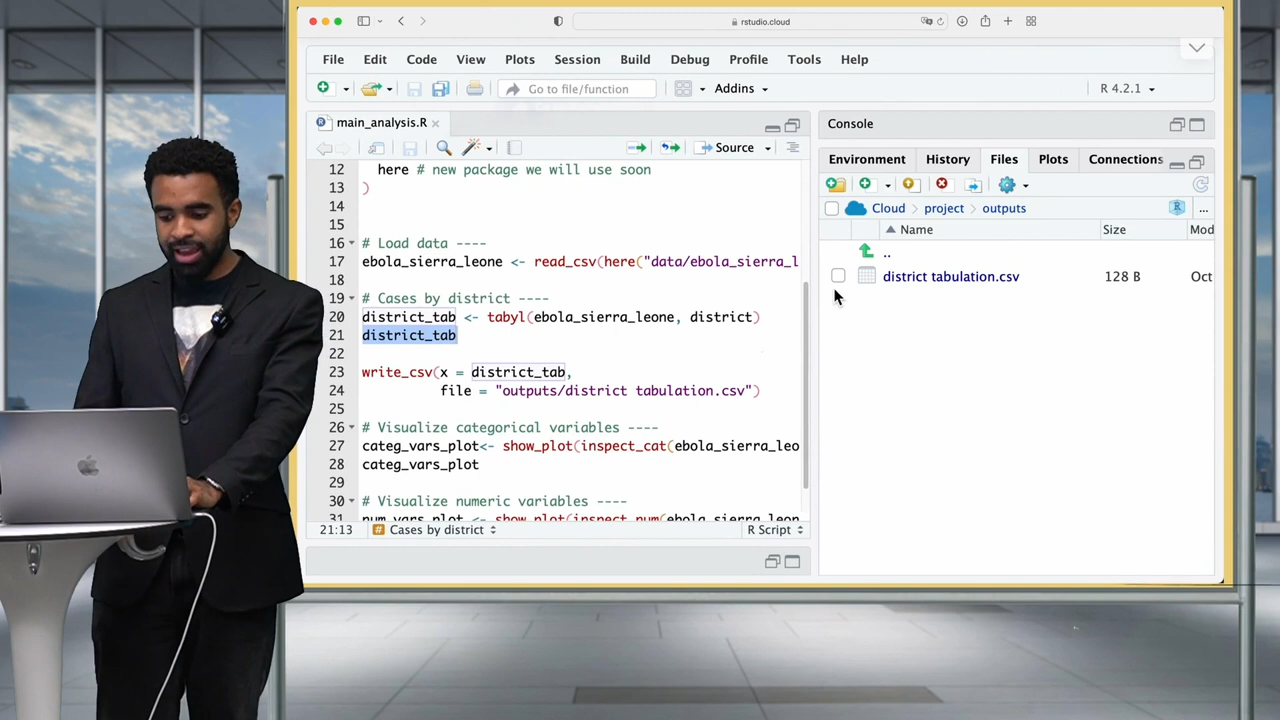 rstudio.cloud
File Edit Code View Plots Session Build Debug Profile Tools Help
Go to file/function
Addins
R 4.2.1
main_analysis.R
Source
12 here # new package we will use soon
13 )
14
15
16 # Load data ----
17 ebola_sierra_leone <- read_csv(here("data/ebola_sierra_l
18
19 # Cases by district ----
20 district_tab <- tabyl(ebola_sierra_leone, district)
21 district_tab
22
23 write_csv(x = district_tab,
24 file = "outputs/district tabulation.csv")
25
26 # Visualize categorical variables ----
27 categ_vars_plot<- show_plot(inspect_cat(ebola_sierra_leo
28 categ_vars_plot
29
30 # Visualize numeric variables ----
31 num_vars_plot <- show_plot(inspect_num(ebola_sierra_leon
21:13 Cases by district R Script
Console
Environment History Files Plots Connections
Cloud project outputs ...
Name Size Mod
..
district tabulation.csv 128 B Oct